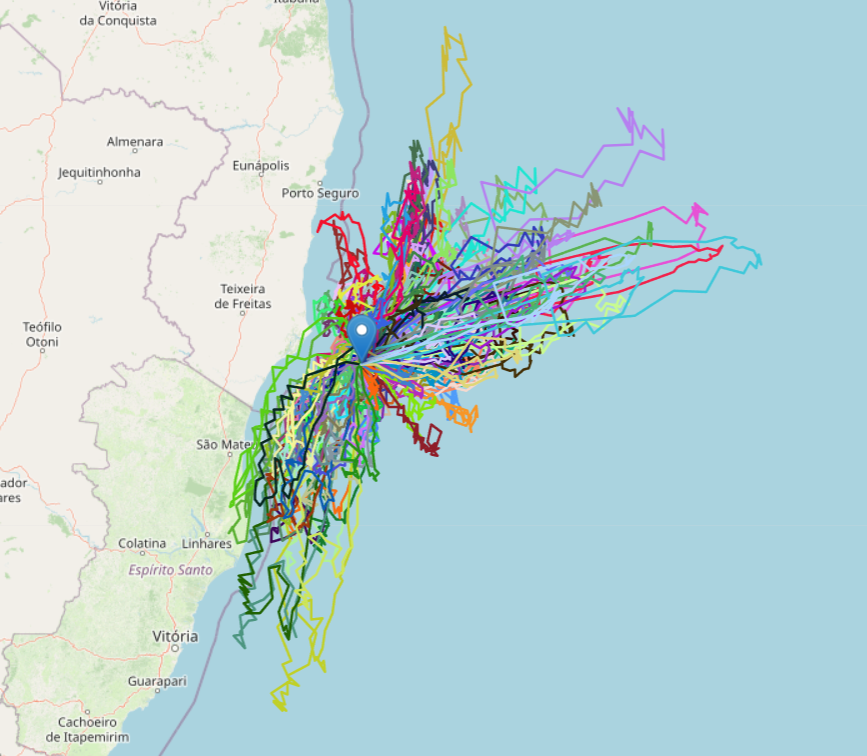 Vitória
da Conquista
Itabuna
Almenara
Jequitinhonha
Eunápolis
Porto Seguro
Teixeira
de Freitas
Teófilo
Otoni
São Mate
ador
ares
Colatina
Linhares
Espírito Santo
Vitória
Guarapari
Cachoeiro
de Itapemirim